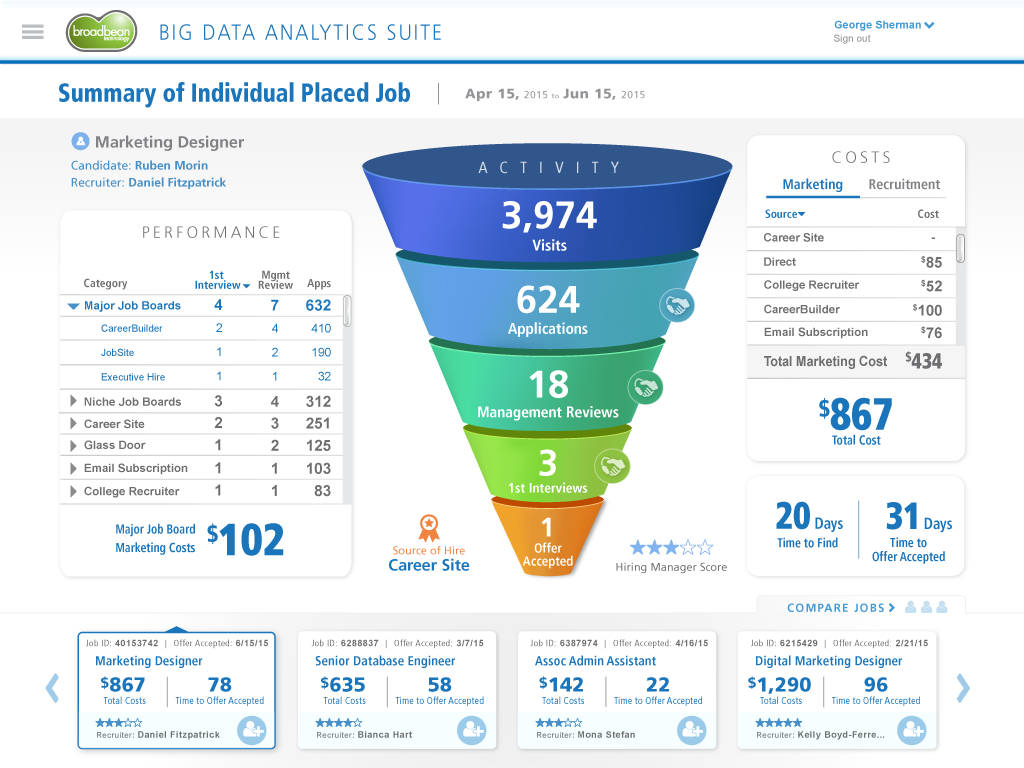 broadbean
technology
BIG DATA ANALYTICS SUITE
George Sherman
Sign out
Summary of Individual Placed Job
Apr 15, 2015 to Jun 15, 2015
Marketing Designer
Candidate: Ruben Morin
Recruiter: Daniel Fitzpatrick
PERFORMANCE
Category 1st Interview Mgmt Review Apps
Major Job Boards 4 7 632
CareerBuilder 2 4 410
JobSite 1 2 190
Executive Hire 1 1 32
Niche Job Boards 3 4 312
Career Site 2 3 251
Glass Door 1 2 125
Email Subscription 1 1 103
College Recruiter 1 1 83
Major Job Board
Marketing Costs
$102
ACTIVITY
3,974
Visits
624
Applications
18
Management Reviews
3
1st Interviews
1
Offer
Accepted
Source of Hire
Career Site
Hiring Manager Score
COSTS
Marketing Recruitment
Source Cost
Career Site -
Direct $85
College Recruiter $52
CareerBuilder $100
Email Subscription $76
Total Marketing Cost $434
$867
Total Cost
20 Days
Time to Find
31 Days
Time to
Offer Accepted
COMPARE JOBS
Job ID: 40153742 | Offer Accepted: 6/15/15
Marketing Designer
$867 78
Total Costs Time to Offer Accepted
Recruiter: Daniel Fitzpatrick
Job ID: 6288837 | Offer Accepted: 3/7/15
Senior Database Engineer
$635 58
Total Costs Time to Offer Accepted
Recruiter: Bianca Hart
Job ID: 6387974 | Offer Accepted: 4/16/15
Assoc Admin Assistant
$142 22
Total Costs Time to Offer Accepted
Recruiter: Mona Stefan
Job ID: 6215429 | Offer Accepted: 2/21/15
Digital Marketing Designer
$1,290 96
Total Costs Time to Offer Accepted
Recruiter: Kelly Boyd-Ferre...